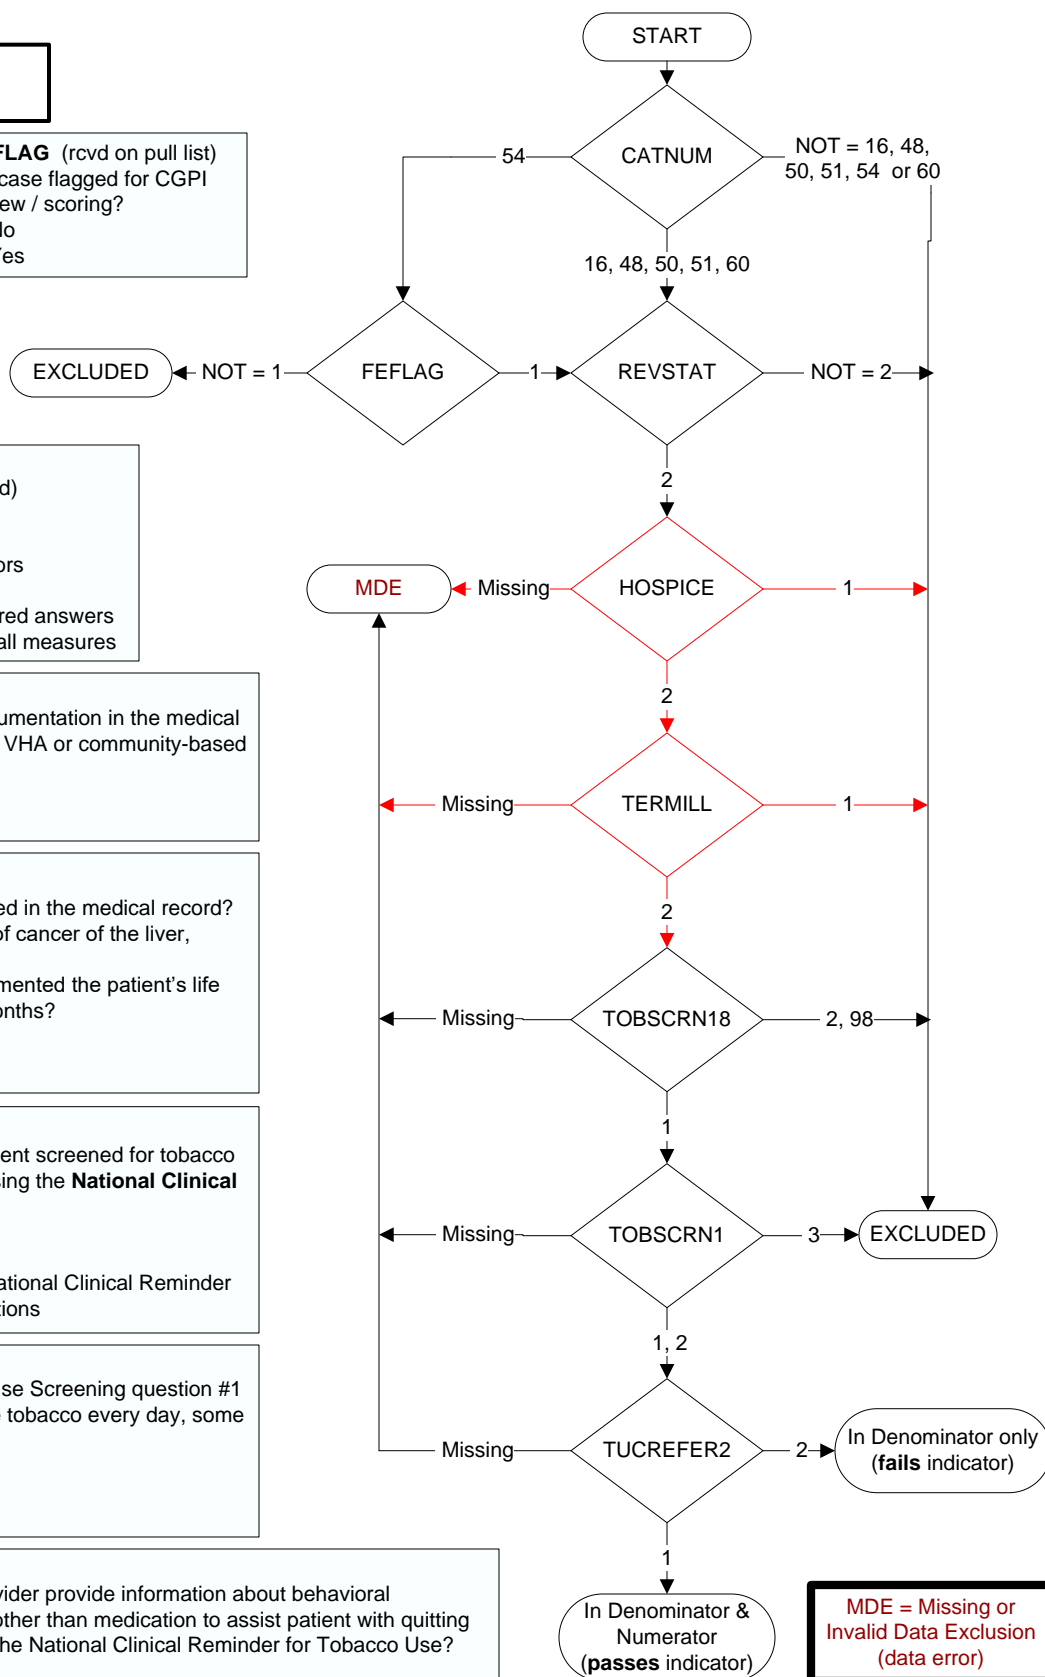 START
FLAG (rcvd on pull list)
case flagged for CGPI
ew / scoring?
No
Yes
CATNUM
54
NOT = 16, 48,
50, 51, 54 or 60
16, 48, 50, 51, 60
EXCLUDED
NOT = 1
FEFLAG
1
REVSTAT
NOT = 2
2
d)
ors
red answers
all measures
MDE
Missing
HOSPICE
1
2
umentation in the medical
VHA or community-based
Missing
TERMILL
1
2
ed in the medical record?
of cancer of the liver,
mented the patient's life
onths?
Missing
TOBSCRN18
2, 98
1
ent screened for tobacco
sing the National Clinical
ational Clinical Reminder
tions
Missing
TOBSCRN1
3
EXCLUDED
1, 2
se Screening question #1
e tobacco every day, some
Missing
TUCREFER2
2
In Denominator only
(fails indicator)
1
vider provide information about behavioral
other than medication to assist patient with quitting
the National Clinical Reminder for Tobacco Use?
In Denominator &
Numerator
(passes indicator)
MDE = Missing or
Invalid Data Exclusion
(data error)